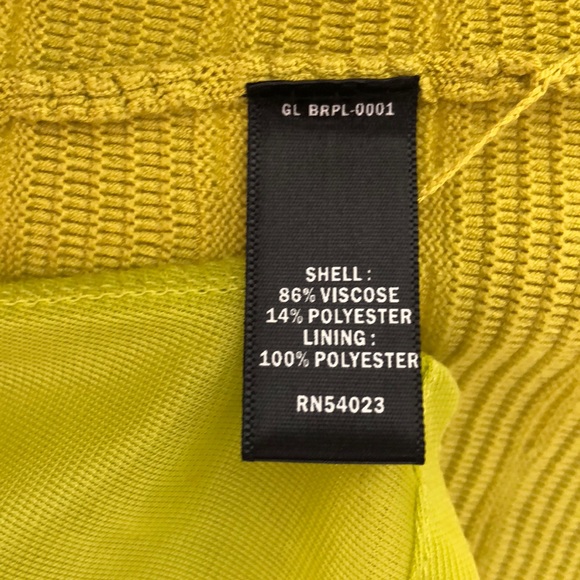 GL BRPL-0001
SHELL :
86% VISCOSE
14% POLYESTER
LINING :
100% POLYESTER
RN54023